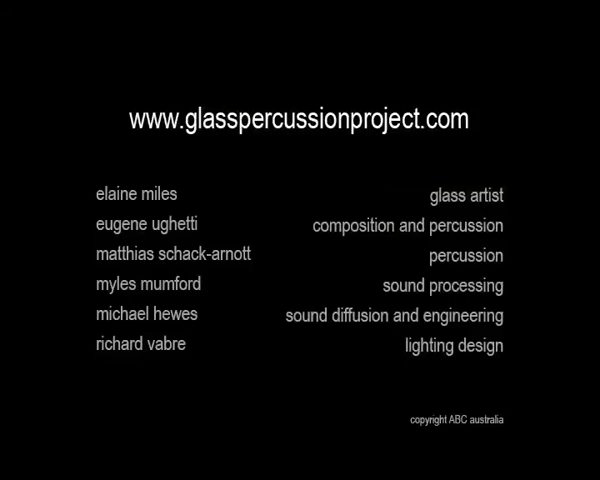 www.glasspercussionproject.com
elaine miles glass artist
eugene ughetti composition and percussion
matthias schack-arnott percussion
myles mumford sound processing
michael hewes sound diffusion and engineering
richard vabre lighting design
copyright ABC australia